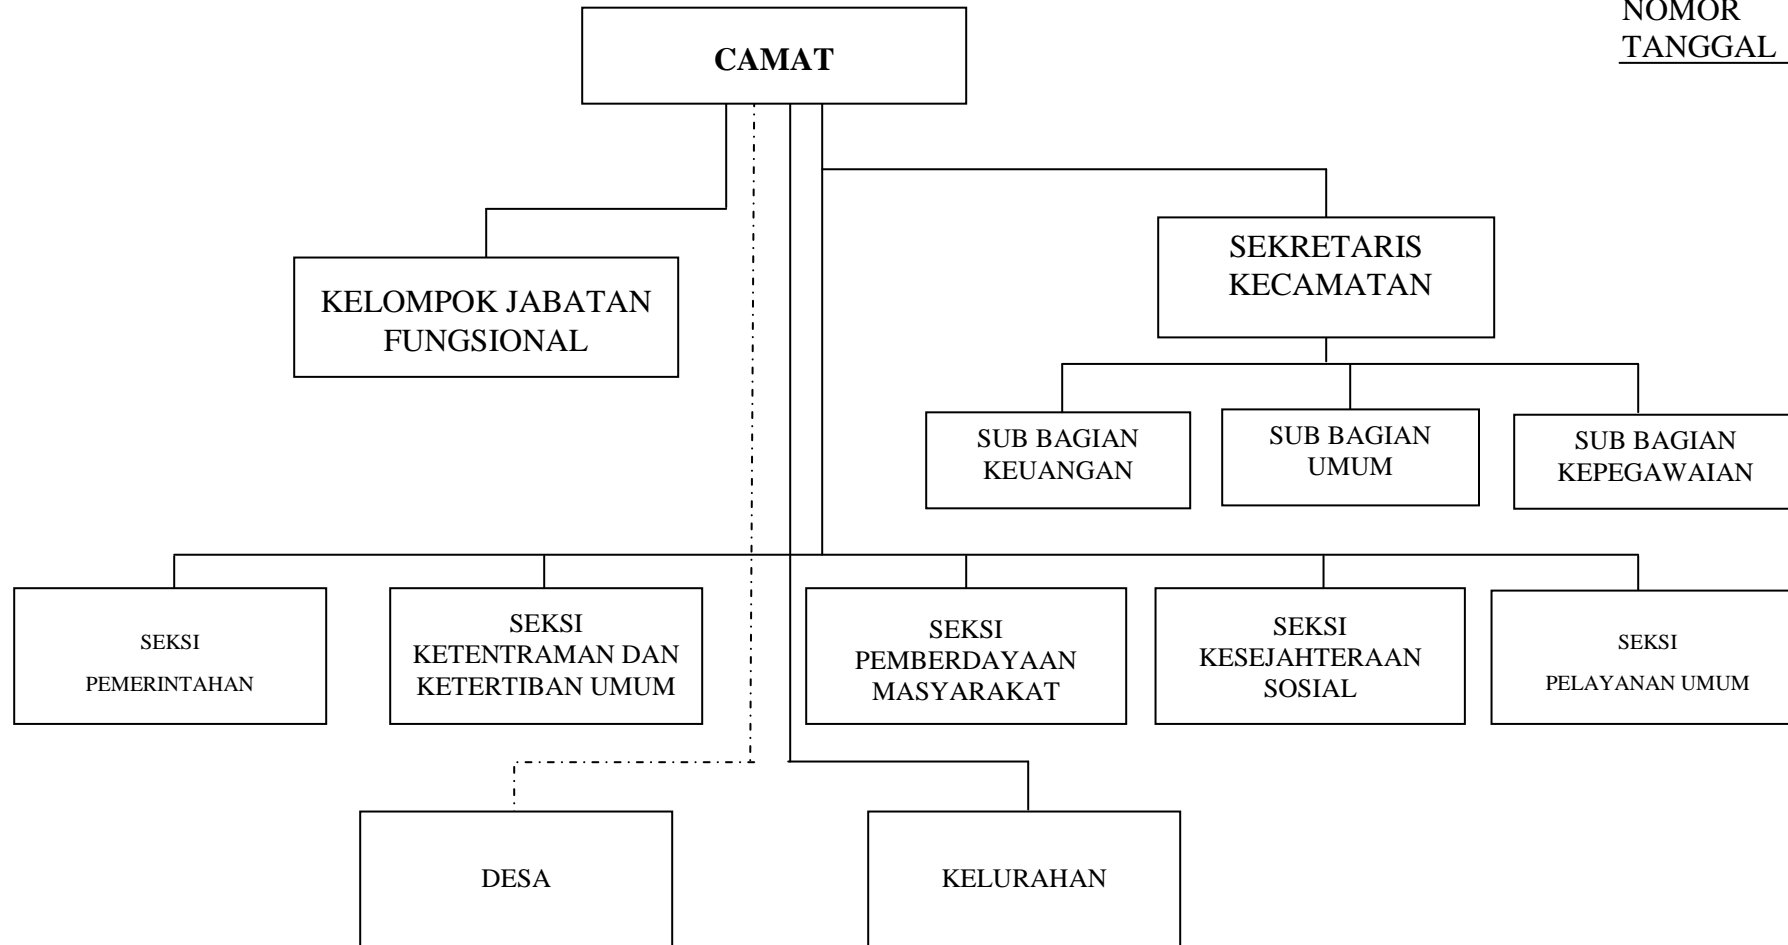 NOMOR
TANGGAL
CAMAT
SEKRETARIS
KECAMATAN
KELOMPOK JABATAN
FUNGSIONAL
SUB BAGIAN
KEUANGAN
SUB BAGIAN
UMUM
SUB BAGIAN
KEPEGAWAIAN
SEKSI
PEMERINTAHAN
SEKSI
KETENTRAMAN DAN
KETERTIBAN UMUM
SEKSI
PEMBERDAYAAN
MASYARAKAT
SEKSI
KESEJAHTERAAN
SOSIAL
SEKSI
PELAYANAN UMUM
DESA
KELURAHAN